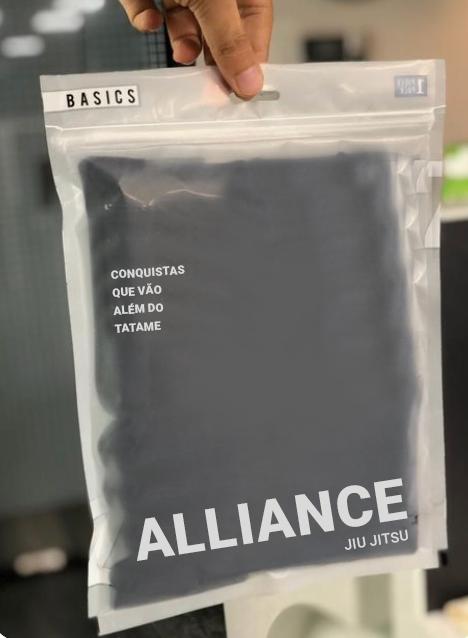 BASICS
CONQUISTAS
QUE VÃO
ALÉM DO
TATAME
ALLIANCE
JIU JITSU